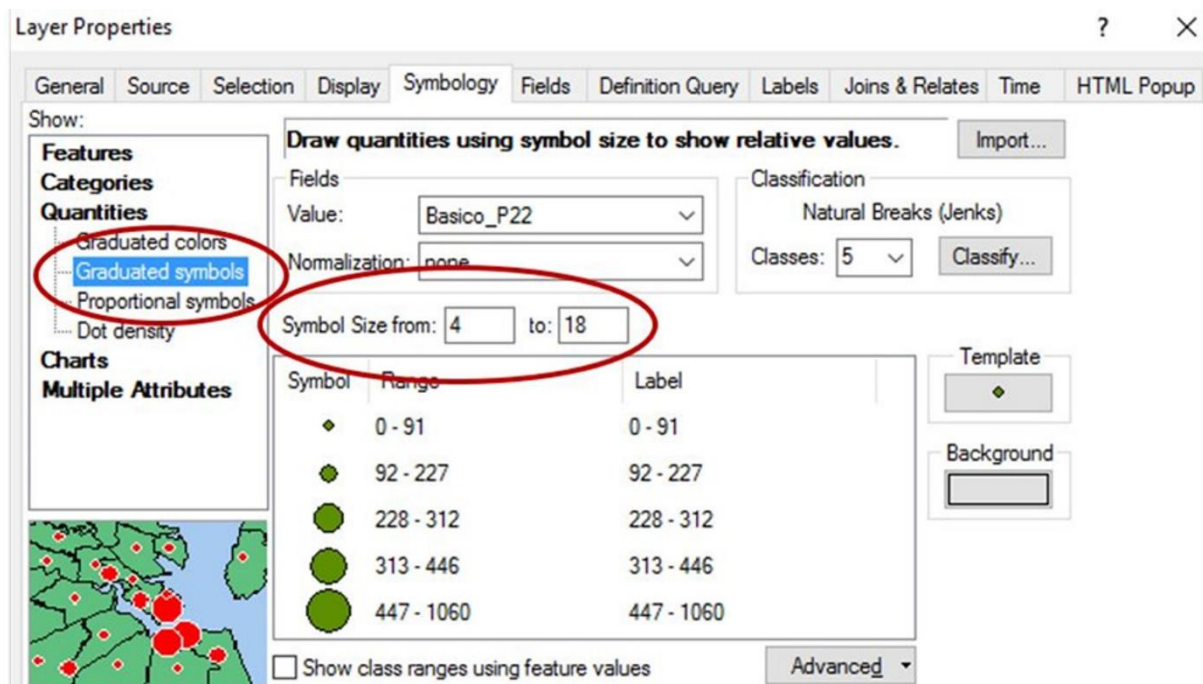 Layer Properties
? X
General Source Selection Display Symbology Fields Definition Query Labels Joins & Relates Time HTML Popup
Show:
Features
Categories
Quantities
Graduated colors
Graduated symbols
Proportional symbols
Dot density
Charts
Multiple Attributes
Draw quantities using symbol size to show relative values.
Import...
Fields
Value: Basico_P22
Normalization: none
Classification
Natural Breaks (Jenks)
Classes: 5 Classify...
Symbol Size from: 4 to: 18
Symbol Range Label
0 - 91 0 - 91
92 - 227 92 - 227
228 - 312 228 - 312
313 - 446 313 - 446
447 - 1060 447 - 1060
Template
Background
Show class ranges using feature values
Advanced